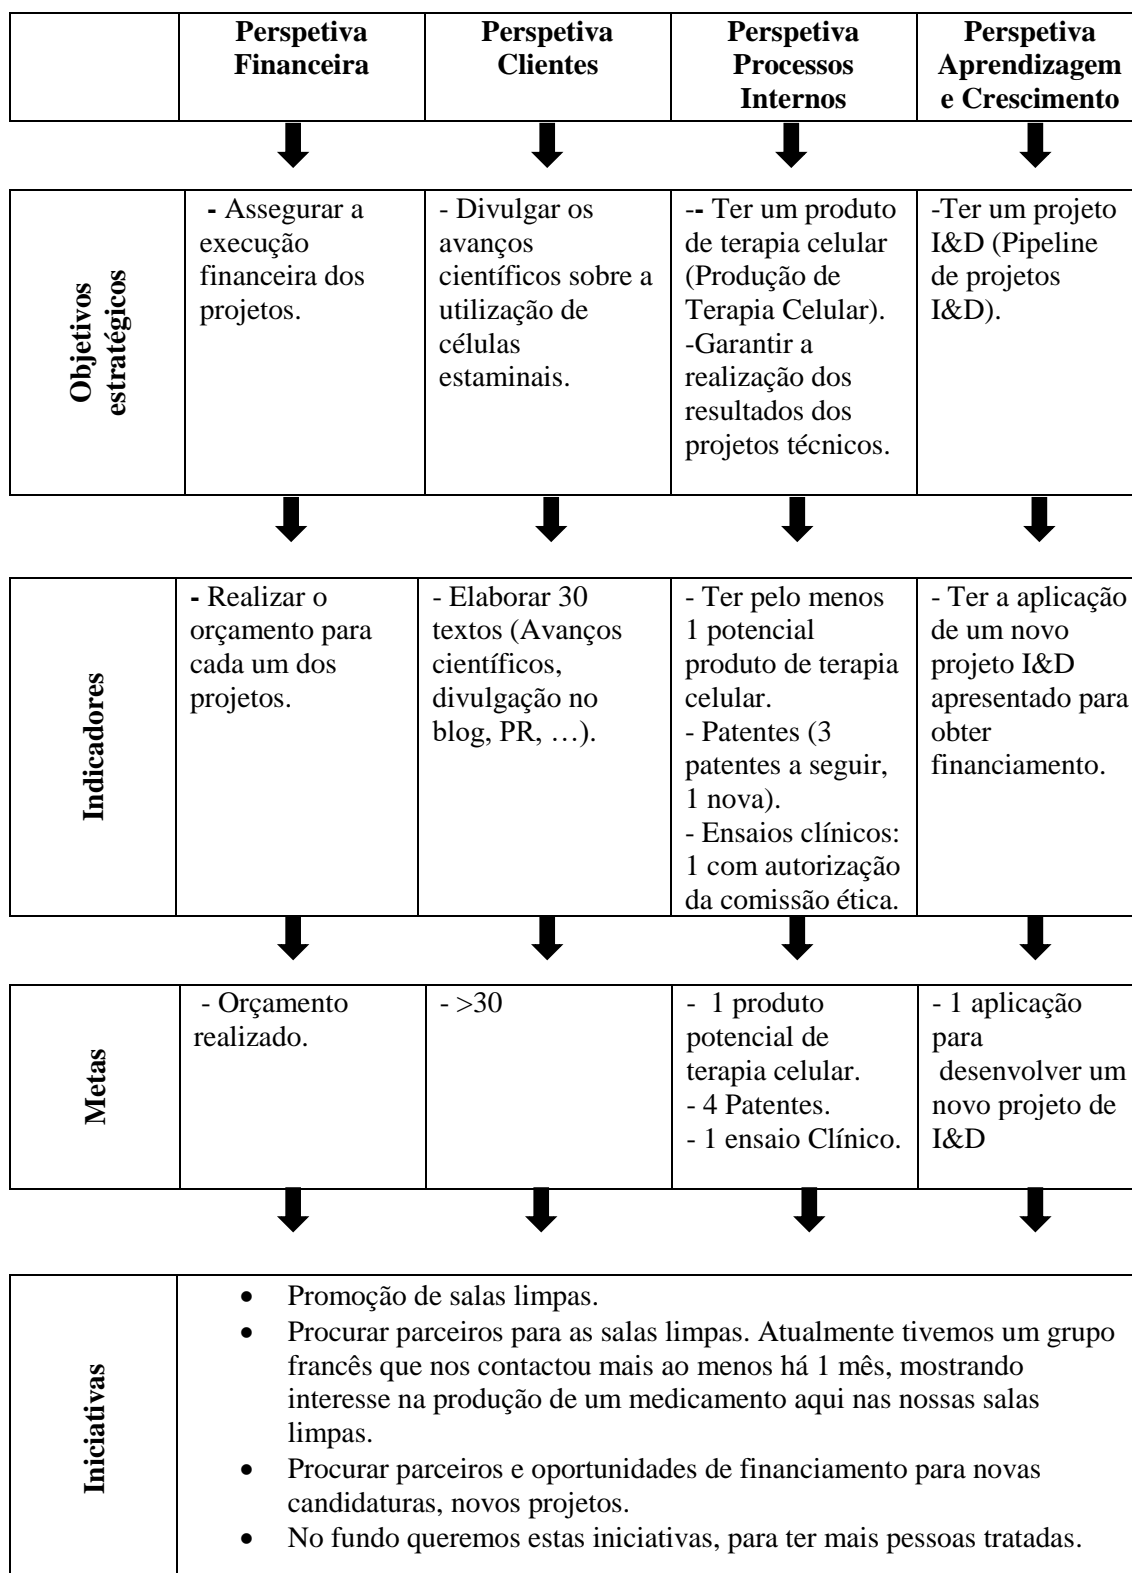 Perspetiva
Financeira
Perspetiva
Clientes
Perspetiva
Processos
Internos
Perspetiva
Aprendizagem
e Crescimento
Objetivos
estratégicos
- Assegurar a
execução
financeira dos
projetos.
- Divulgar os
avanços
científicos sobre a
utilização de
células
estaminais.
-- Ter um produto
de terapia celular
(Produção de
Terapia Celular).
-Garantir a
realização dos
resultados dos
projetos técnicos.
-Ter um projeto
I&D (Pipeline
de projetos
I&D).
Indicadores
- Realizar o
orçamento para
cada um dos
projetos.
- Elaborar 30
textos (Avanços
científicos,
divulgação no
blog, PR, …).
- Ter pelo menos
1 potencial
produto de terapia
celular.
- Patentes (3
patentes a seguir,
1 nova).
- Ensaios clínicos:
1 com autorização
da comissão ética.
- Ter a aplicação
de um novo
projeto I&D
apresentado para
obter
financiamento.
Metas
- Orçamento
realizado.
- >30
- 1 produto
potencial de
terapia celular.
- 4 Patentes.
- 1 ensaio Clínico.
- 1 aplicação
para
desenvolver um
novo projeto de
I&D
Iniciativas
• Promoção de salas limpas.
• Procurar parceiros para as salas limpas. Atualmente tivemos um grupo
francês que nos contactou mais ao menos há 1 mês, mostrando
interesse na produção de um medicamento aqui nas nossas salas
limpas.
• Procurar parceiros e oportunidades de financiamento para novas
candidaturas, novos projetos.
• No fundo queremos estas iniciativas, para ter mais pessoas tratadas.